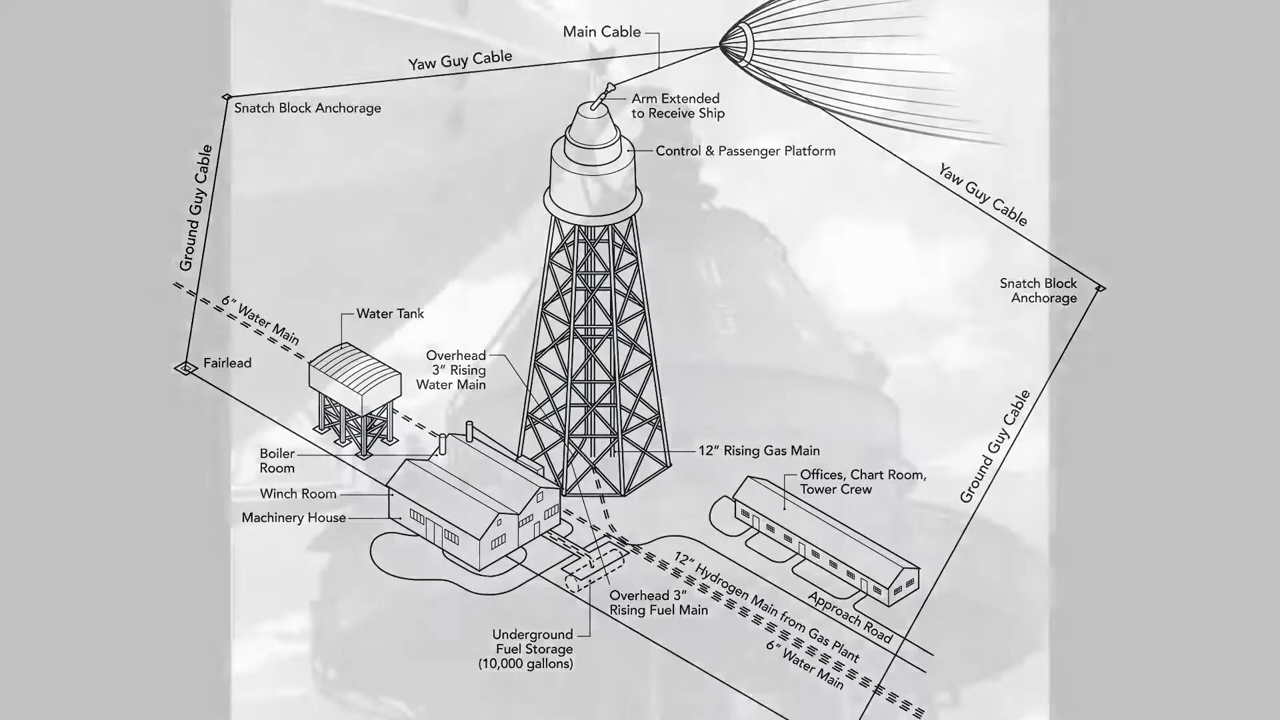 Main Cable
Yaw Guy Cable
Snatch Block Anchorage
Arm Extended
to Receive Ship
Control & Passenger Platform
Yaw Guy Cable
Ground Guy Cable
Snatch Block
Anchorage
6" Water Main
Water Tank
Fairlead
Overhead
3" Rising
Water Main
Boiler
Room
12" Rising Gas Main
Offices, Chart Room,
Tower Crew
Ground Guy Cable
Winch Room
Machinery House
12" Hydrogen Main from Gas Plant
Approach Road
Overhead 3"
Rising Fuel Main
Underground
Fuel Storage
(10,000 gallons)
6" Water Main